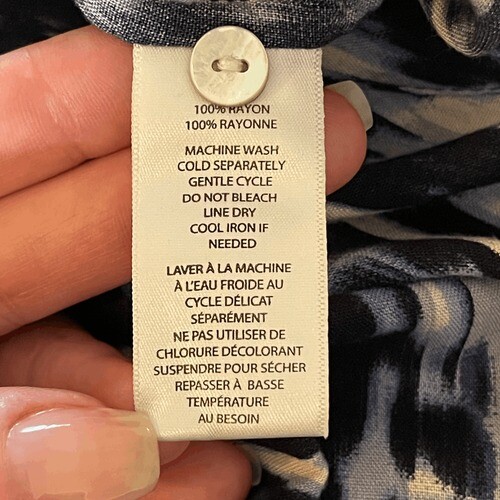 100% RAYON
100% RAYONNE
MACHINE WASH
COLD SEPARATELY
GENTLE CYCLE
DO NOT BLEACH
LINE DRY
COOL IRON IF
NEEDED
LAVER À LA MACHINE
À L'EAU FROIDE AU
CYCLE DÉLICAT
SÉPARÉMENT
NE PAS UTILISER DE
CHLORURE DÉCOLORANT
SUSPENDRE POUR SÉCHER
REPASSER À BASSE
TEMPÉRATURE
AU BESOIN